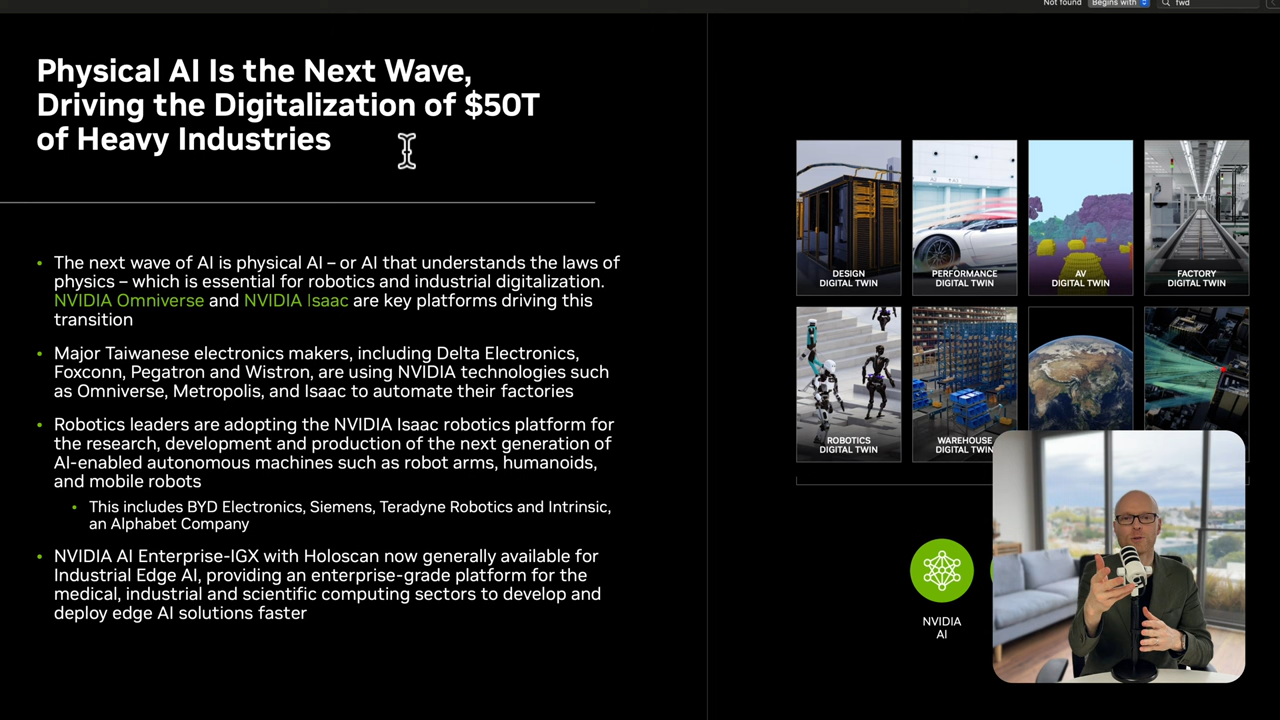 Not found
Begins with
fwd
Physical AI Is the Next Wave,
Driving the Digitalization of $50T
of Heavy Industries
• The next wave of AI is physical AI – or AI that understands the laws of
physics – which is essential for robotics and industrial digitalization.
NVIDIA Omniverse and NVIDIA Isaac are key platforms driving this
transition
• Major Taiwanese electronics makers, including Delta Electronics,
Foxconn, Pegatron and Wistron, are using NVIDIA technologies such
as Omniverse, Metropolis, and Isaac to automate their factories
• Robotics leaders are adopting the NVIDIA Isaac robotics platform for
the research, development and production of the next generation of
AI-enabled autonomous machines such as robot arms, humanoids,
and mobile robots
• This includes BYD Electronics, Siemens, Teradyne Robotics and Intrinsic,
an Alphabet Company
• NVIDIA AI Enterprise-IGX with Holoscan now generally available for
Industrial Edge AI, providing an enterprise-grade platform for the
medical, industrial and scientific computing sectors to develop and
deploy edge AI solutions faster
DESIGN
DIGITAL TWIN
PERFORMANCE
DIGITAL TWIN
AV
DIGITAL TWIN
FACTORY
DIGITAL TWIN
ROBOTICS
DIGITAL TWIN
WAREHOUSE
DIGITAL TWIN
NVIDIA
AI